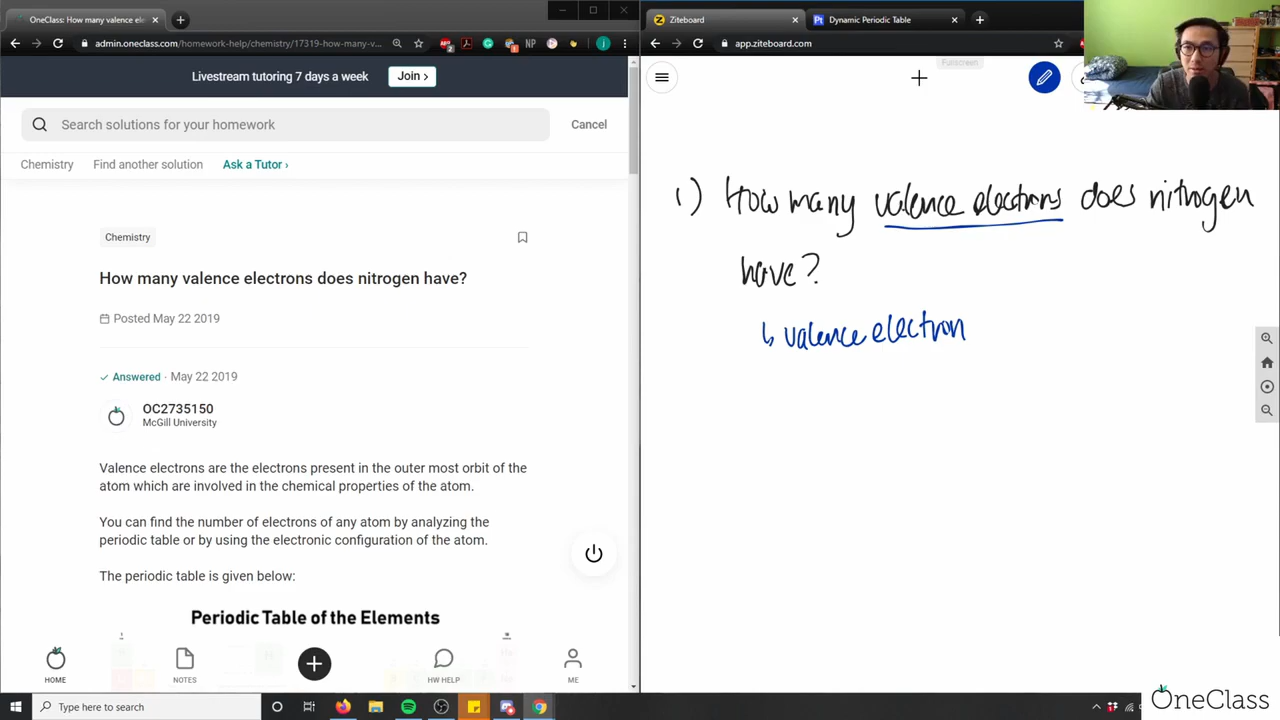 OneClass: How many valence ele
Livestream tutoring 7 days a week
Join ›
admin.oneclass.com/homework-help/chemistry/17319-how-many-v...
NP
j
Search solutions for your homework
Cancel
Chemistry
Find another solution
Ask a Tutor ›
Chemistry
How many valence electrons does nitrogen have?
Posted May 22 2019
Answered · May 22 2019
OC2735150
McGill University
Valence electrons are the electrons present in the outer most orbit of the
atom which are involved in the chemical properties of the atom.
You can find the number of electrons of any atom by analyzing the
periodic table or by using the electronic configuration of the atom.
The periodic table is given below:
Periodic Table of the Elements
HOME
NOTES
HW HELP
ME
Type here to search
Ziteboard
Pt
Dynamic Periodic Table
app.ziteboard.com
Fullscreen
1) How many valence electrons does nitrogen
have?
↳ valence electron
OneClass